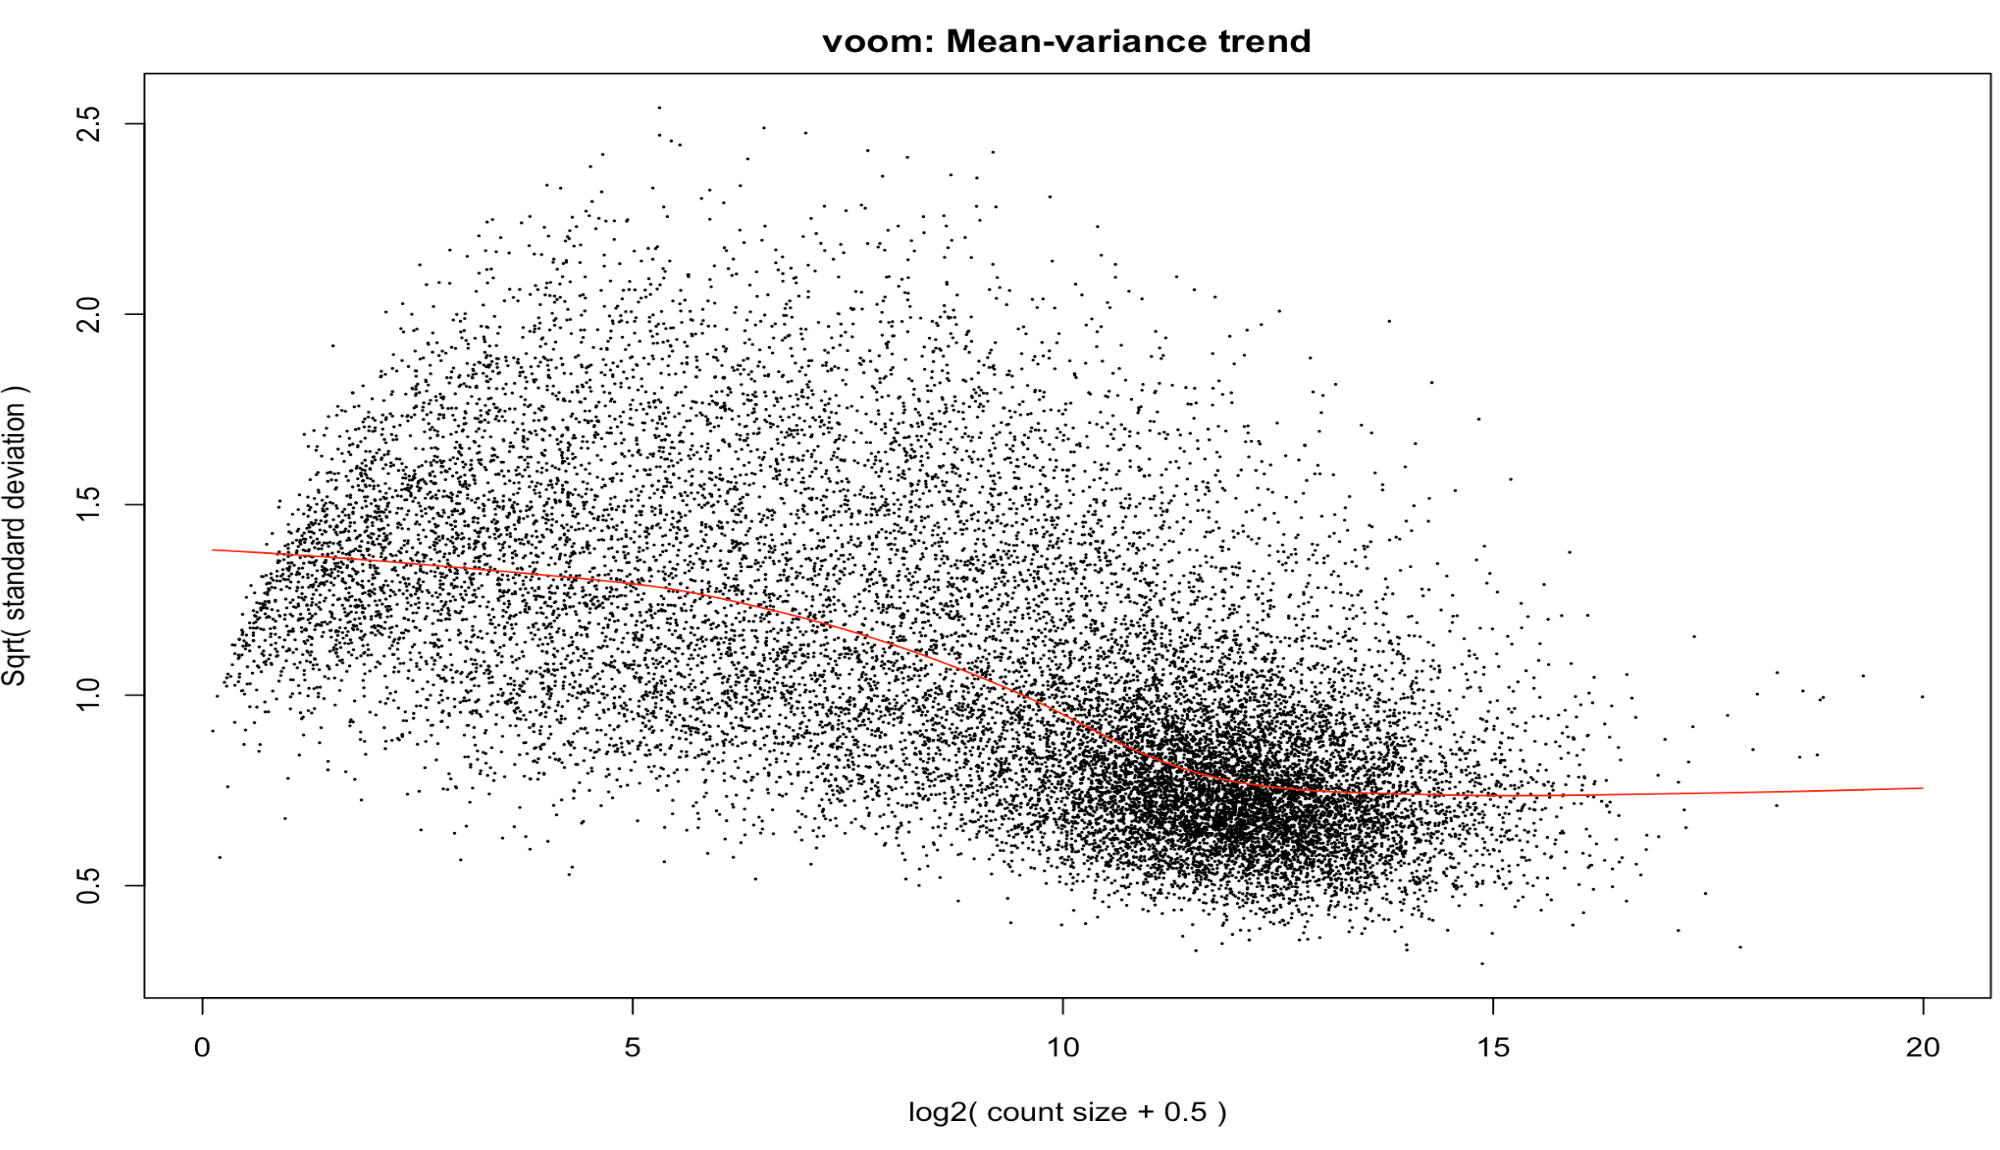 voom: Mean-variance trend
Sqrt( standard deviation )
2.5
2.0
1.5
1.0
0.5
0 5 10 15 20
log2( count size + 0.5 )